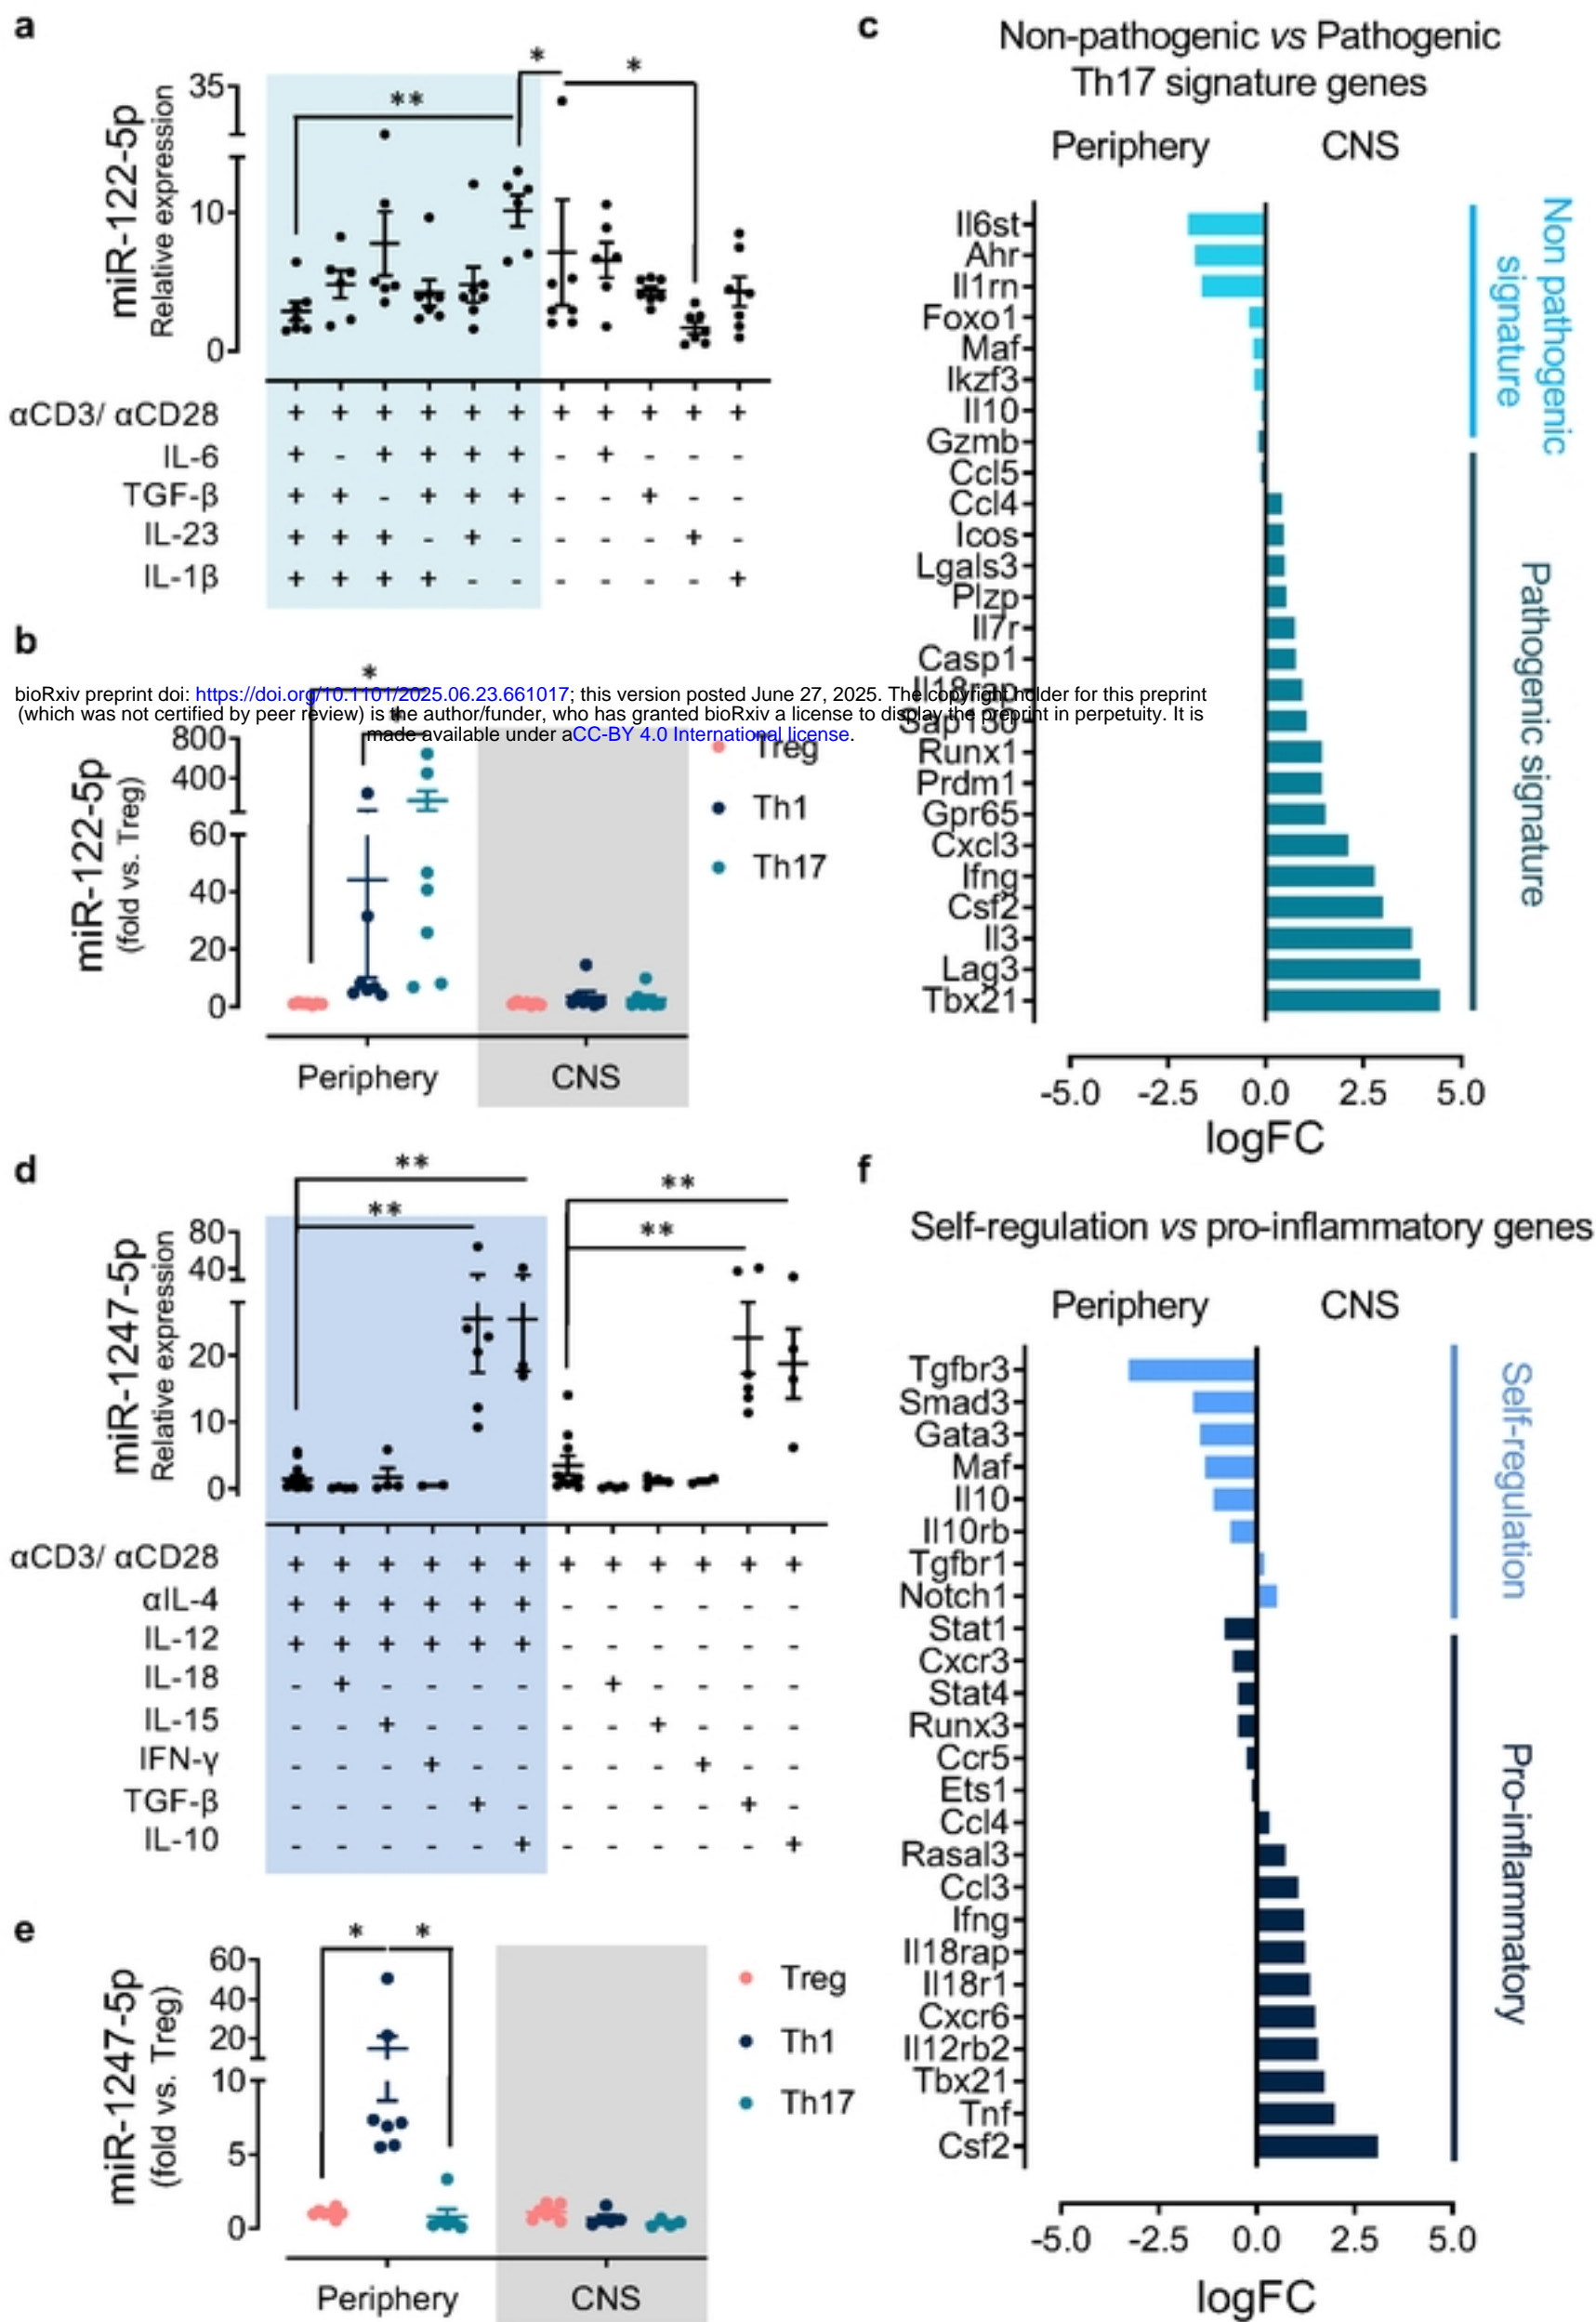 a
miR-122-5p
Relative expression
35
10
0
**
*
*
αCD3/ αCD28 + + + + + + + + + + +
IL-6 + - + + + + - + - - -
TGF-β + + - + + + - - + - -
IL-23 + + + - + - - - - + -
IL-1β + + + + - - - - - - +
b
bioRxiv preprint doi: https://doi.org/10.1101/2025.06.23.661017; this version posted June 27, 2025. The copyright holder for this preprint
(which was not certified by peer review) is the author/funder, who has granted bioRxiv a license to display the preprint in perpetuity. It is
made available under aCC-BY 4.0 International license.
miR-122-5p
(fold vs. Treg)
800
400
60
40
20
0
*
*
Periphery
CNS
Treg
Th1
Th17
c
Non-pathogenic vs Pathogenic
Th17 signature genes
Periphery CNS
Il6st
Ahr
Il1rn
Foxo1
Maf
Ikzf3
Il10
Gzmb
Ccl5
Ccl4
Icos
Lgals3
Plzp
Il7r
Casp1
Il18rap
Sap130
Runx1
Prdm1
Gpr65
Cxcl3
Ifng
Csf2
Il3
Lag3
Tbx21
-5.0 -2.5 0.0 2.5 5.0
logFC
Non pathogenic
signature
Pathogenic signature
d
miR-1247-5p
Relative expression
80
40
20
10
0
**
**
**
**
αCD3/ αCD28 + + + + + + + + + + + +
αIL-4 + + + + + + - - - - - -
IL-12 + + + + + + - - - - - -
IL-18 - + - - - - - + - - - -
IL-15 - - + - - - - - + - - -
IFN-γ - - - + - - - - - + - -
TGF-β - - - - + - - - - - + -
IL-10 - - - - - + - - - - - +
e
miR-1247-5p
(fold vs. Treg)
60
40
20
10
5
0
* *
Periphery
CNS
Treg
Th1
Th17
f
Self-regulation vs pro-inflammatory genes
Periphery CNS
Tgfbr3
Smad3
Gata3
Maf
Il10
Il10rb
Tgfbr1
Notch1
Stat1
Cxcr3
Stat4
Runx3
Ccr5
Ets1
Ccl4
Rasal3
Ccl3
Ifng
Il18rap
Il18r1
Cxcr6
Il12rb2
Tbx21
Tnf
Csf2
-5.0 -2.5 0.0 2.5 5.0
logFC
Self-regulation
Pro-inflammatory